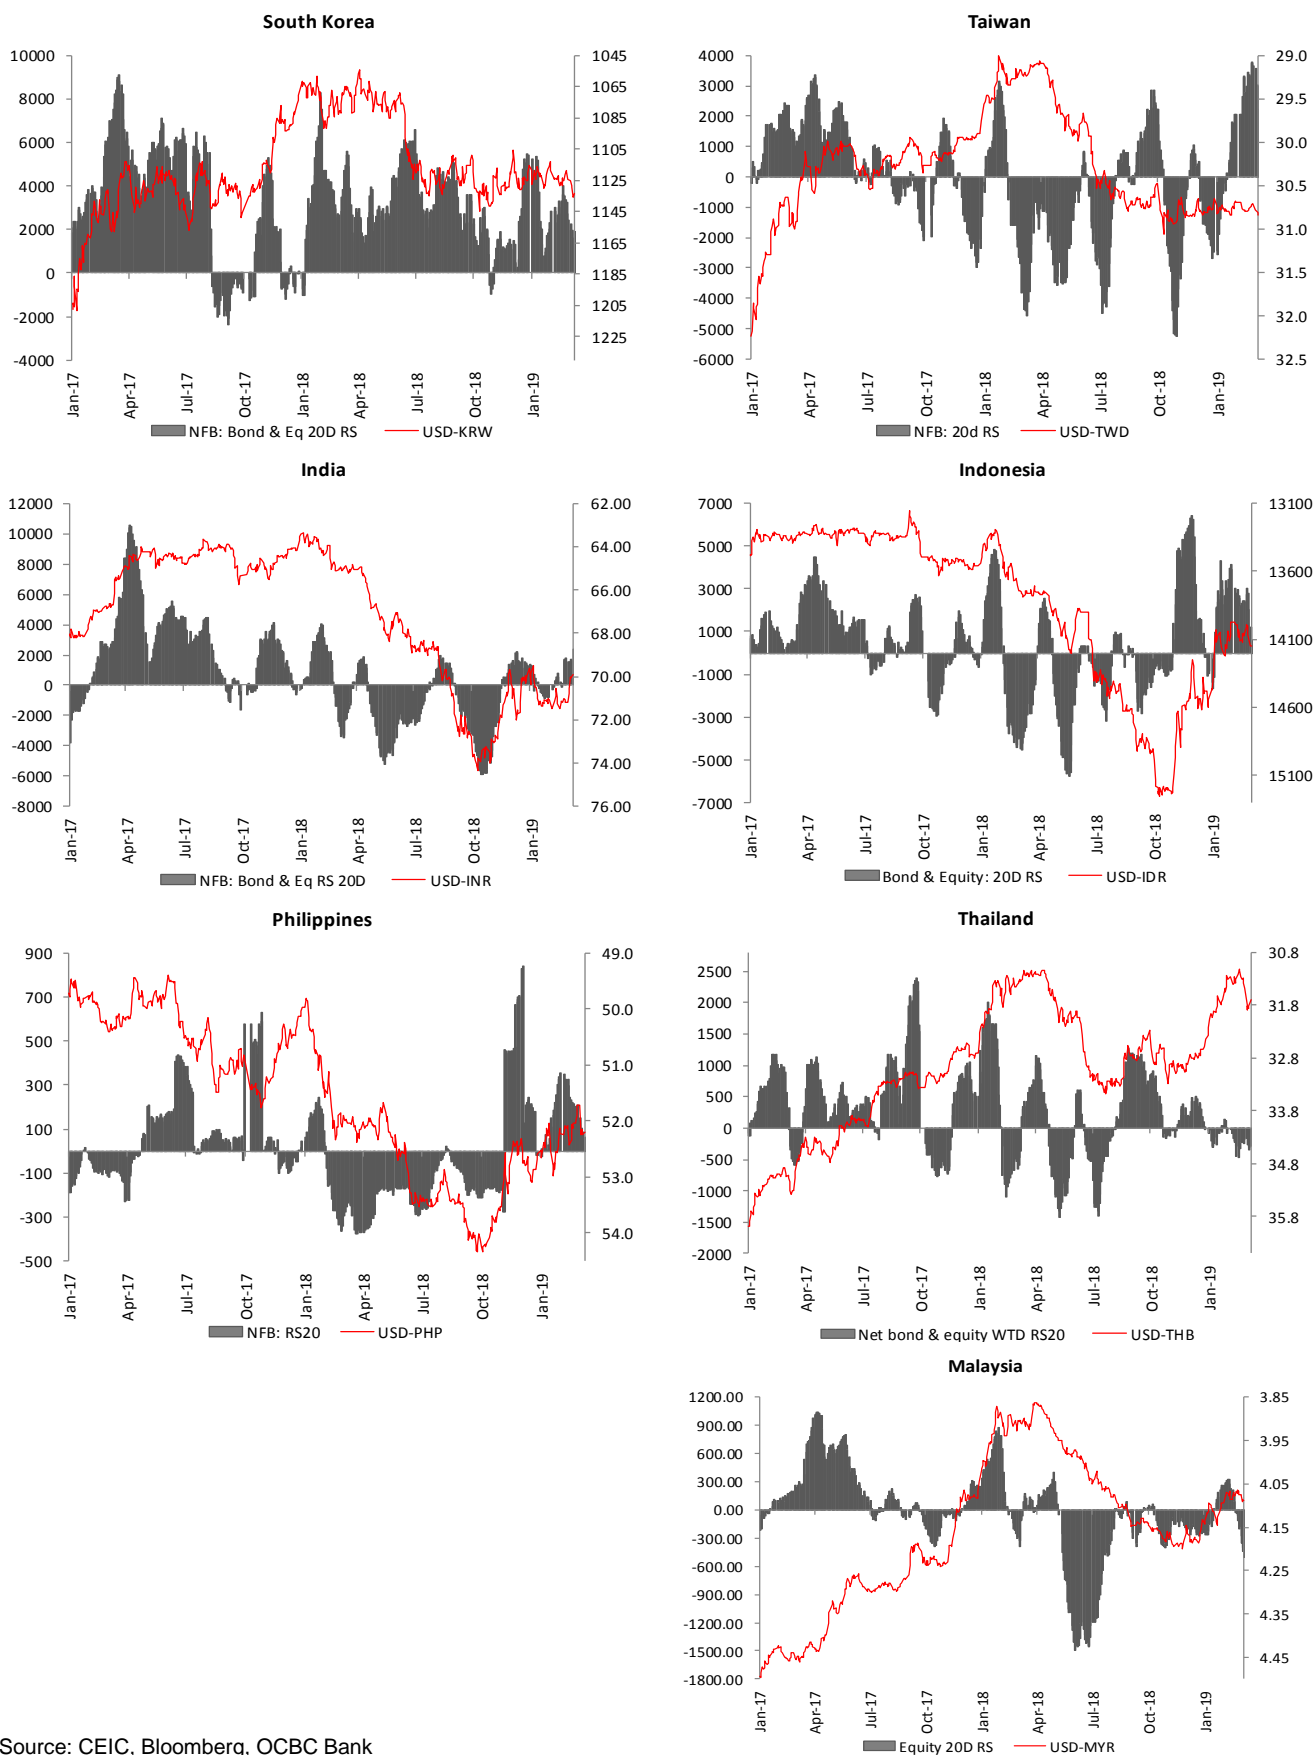 South Korea
10000
8000
6000
4000
2000
0
-2000
-4000
1045
1065
1085
1105
1125
1145
1165
1185
1205
1225
Jan-17
Apr-17
Jul-17
Oct-17
Jan-18
Apr-18
Jul-18
Oct-18
Jan-19
NFB: Bond & Eq 20D RS
USD-KRW
Taiwan
4000
3000
2000
1000
0
-1000
-2000
-3000
-4000
-5000
-6000
29.0
29.5
30.0
30.5
31.0
31.5
32.0
32.5
Jan-17
Apr-17
Jul-17
Oct-17
Jan-18
Apr-18
Jul-18
Oct-18
Jan-19
NFB: 20d RS
USD-TWD
India
12000
10000
8000
6000
4000
2000
0
-2000
-4000
-6000
-8000
62.00
64.00
66.00
68.00
70.00
72.00
74.00
76.00
Jan-17
Apr-17
Jul-17
Oct-17
Jan-18
Apr-18
Jul-18
Oct-18
Jan-19
NFB: Bond & Eq RS 20D
USD-INR
Indonesia
7000
5000
3000
1000
-1000
-3000
-5000
-7000
13100
13600
14100
14600
15100
Jan-17
Apr-17
Jul-17
Oct-17
Jan-18
Apr-18
Jul-18
Oct-18
Jan-19
Bond & Equity: 20D RS
USD-IDR
Philippines
900
700
500
300
100
-100
-300
-500
49.0
50.0
51.0
52.0
53.0
54.0
Jan-17
Apr-17
Jul-17
Oct-17
Jan-18
Apr-18
Jul-18
Oct-18
Jan-19
NFB: RS20
USD-PHP
Thailand
2500
2000
1500
1000
500
0
-500
-1000
-1500
-2000
30.8
31.8
32.8
33.8
34.8
35.8
Jan-17
Apr-17
Jul-17
Oct-17
Jan-18
Apr-18
Jul-18
Oct-18
Jan-19
Net bond & equity WTD RS20
USD-THB
Malaysia
1200.00
900.00
600.00
300.00
0.00
-300.00
-600.00
-900.00
-1200.00
-1500.00
-1800.00
3.85
3.95
4.05
4.15
4.25
4.35
4.45
Jan-17
Apr-17
Jul-17
Oct-17
Jan-18
Apr-18
Jul-18
Oct-18
Jan-19
Equity 20D RS
USD-MYR
Source: CEIC, Bloomberg, OCBC Bank